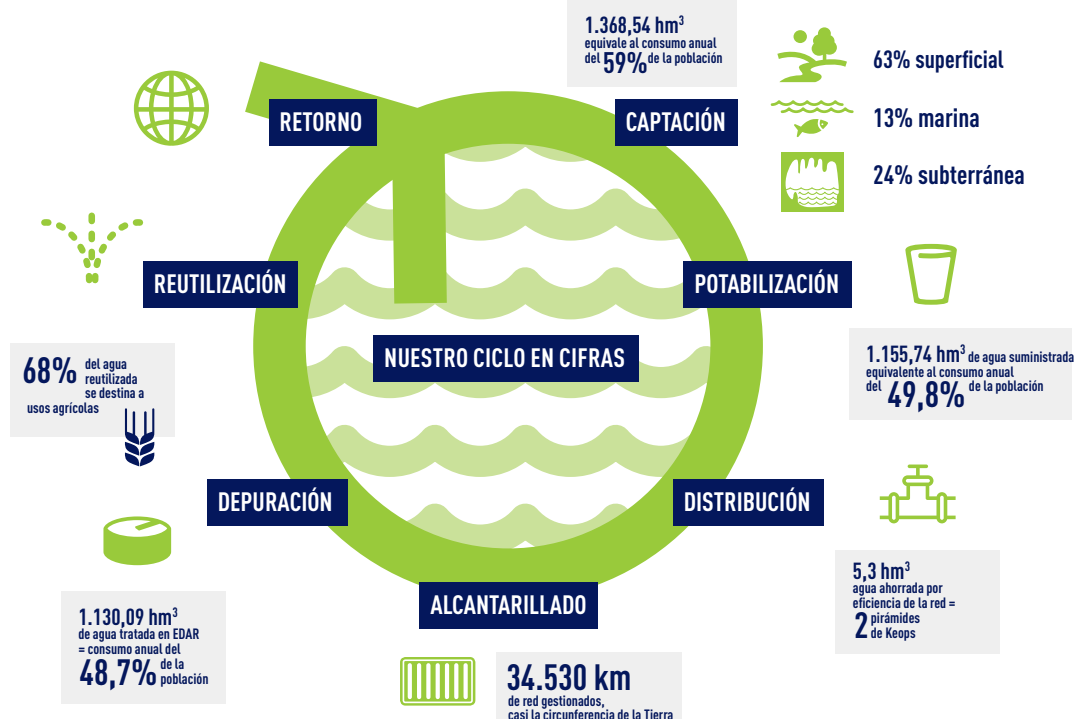 1.368,54 hm³
equivale al consumo anual
del 59% de la población
63% superficial
13% marina
24% subterránea
RETORNO
CAPTACIÓN
REUTILIZACIÓN
POTABILIZACIÓN
NUESTRO CICLO EN CIFRAS
68% del agua
reutilizada
se destina a
usos agrícolas
1.155,74 hm³ de agua suministrada
equivalente al consumo anual
del 49,8% de la población
DEPURACIÓN
DISTRIBUCIÓN
5,3 hm³
agua ahorrada por
eficiencia de la red =
2 pirámides
de Keops
ALCANTARILLADO
1.130,09 hm³
de agua tratada en EDAR
= consumo anual del
48,7% de la
población
34.530 km
de red gestionados,
casi la circunferencia de la Tierra